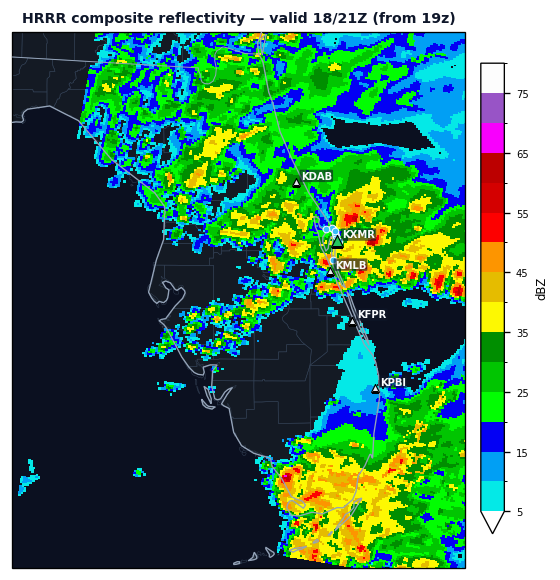 HRRR composite reflectivity — valid 18/21Z (from 19z)
KDAB
KXMR
KMLB
KFPR
KPBI
75
65
55
45
35
25
15
5
dBZ